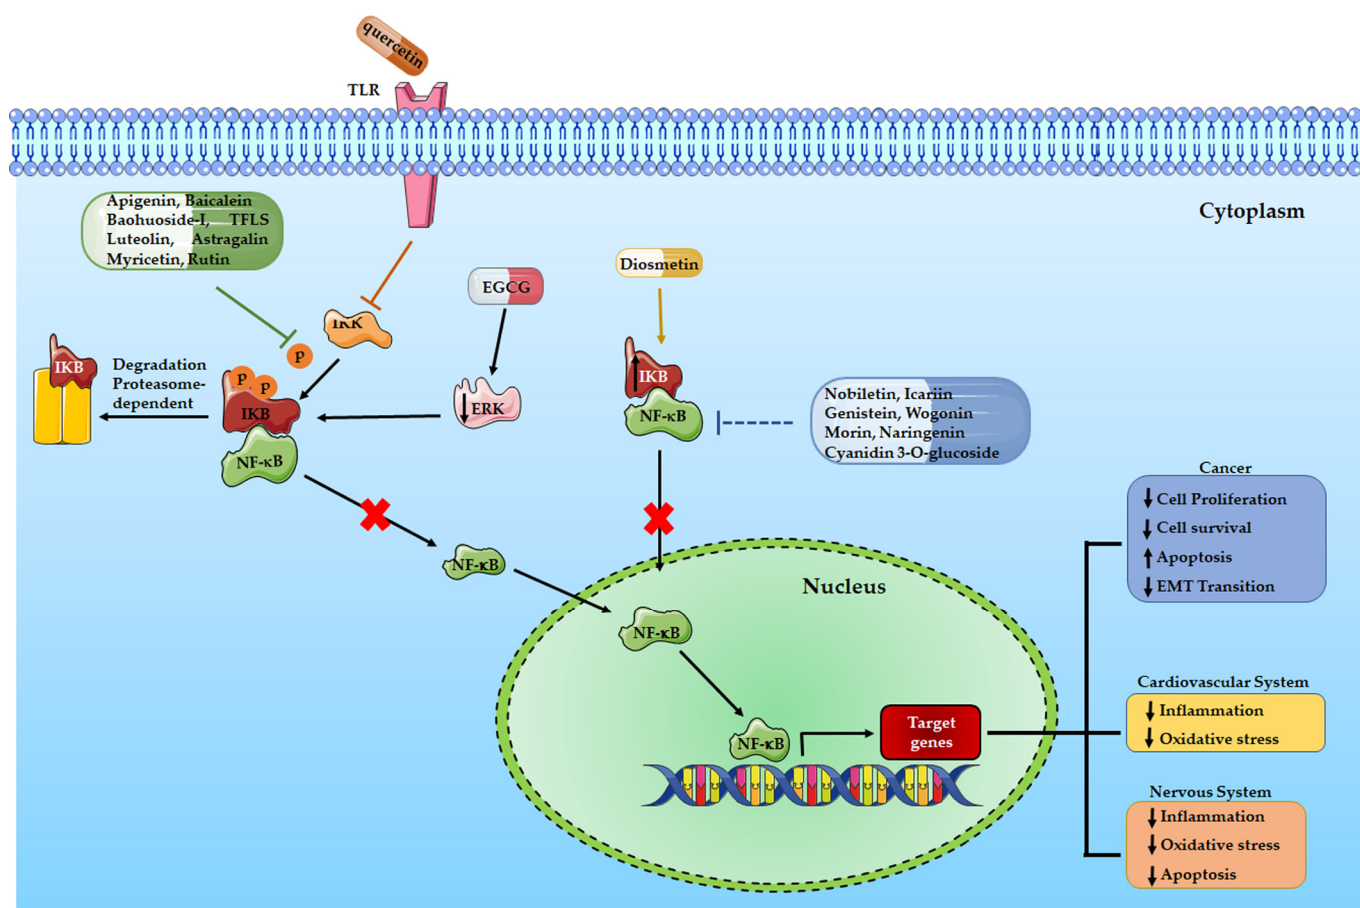 quercetin
TLR
Cytoplasm
Apigenin, Baicalein
Baohuoside-I, TFLS
Luteolin, Astragalin
Myricetin, Rutin
Diosmetin
EGCG
IKK
P
IKB
Degradation
Proteasome-
dependent
P
P
IKB
NF-κB
ERK
IKB
NF-κB
Nobiletin, Icariin
Genistein, Wogonin
Morin, Naringenin
Cyanidin 3-O-glucoside
NF-κB
Nucleus
NF-κB
NF-κB
Target
genes
Cancer
Cell Proliferation
Cell survival
Apoptosis
EMT Transition
Cardiovascular System
Inflammation
Oxidative stress
Nervous System
Inflammation
Oxidative stress
Apoptosis